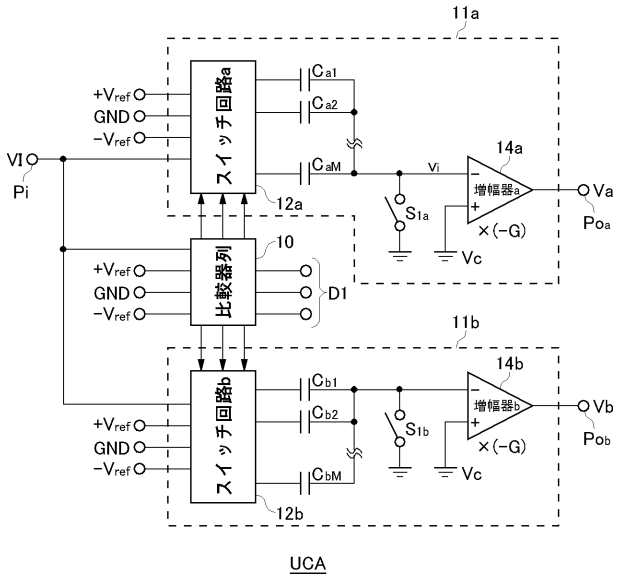 11a
スイッチ回路a
+Vref
GND
−Vref
VI
Pi
Ca1
Ca2
CaM
12a
Vi
S1a
14a
増幅器a
−
+
×(-G)
Vc
Va
Poa
10
比較器列
+Vref
GND
−Vref
D1
11b
スイッチ回路b
+Vref
GND
−Vref
Cb1
Cb2
CbM
12b
S1b
14b
増幅器b
−
+
×(-G)
Vc
Vb
Pob
UCA